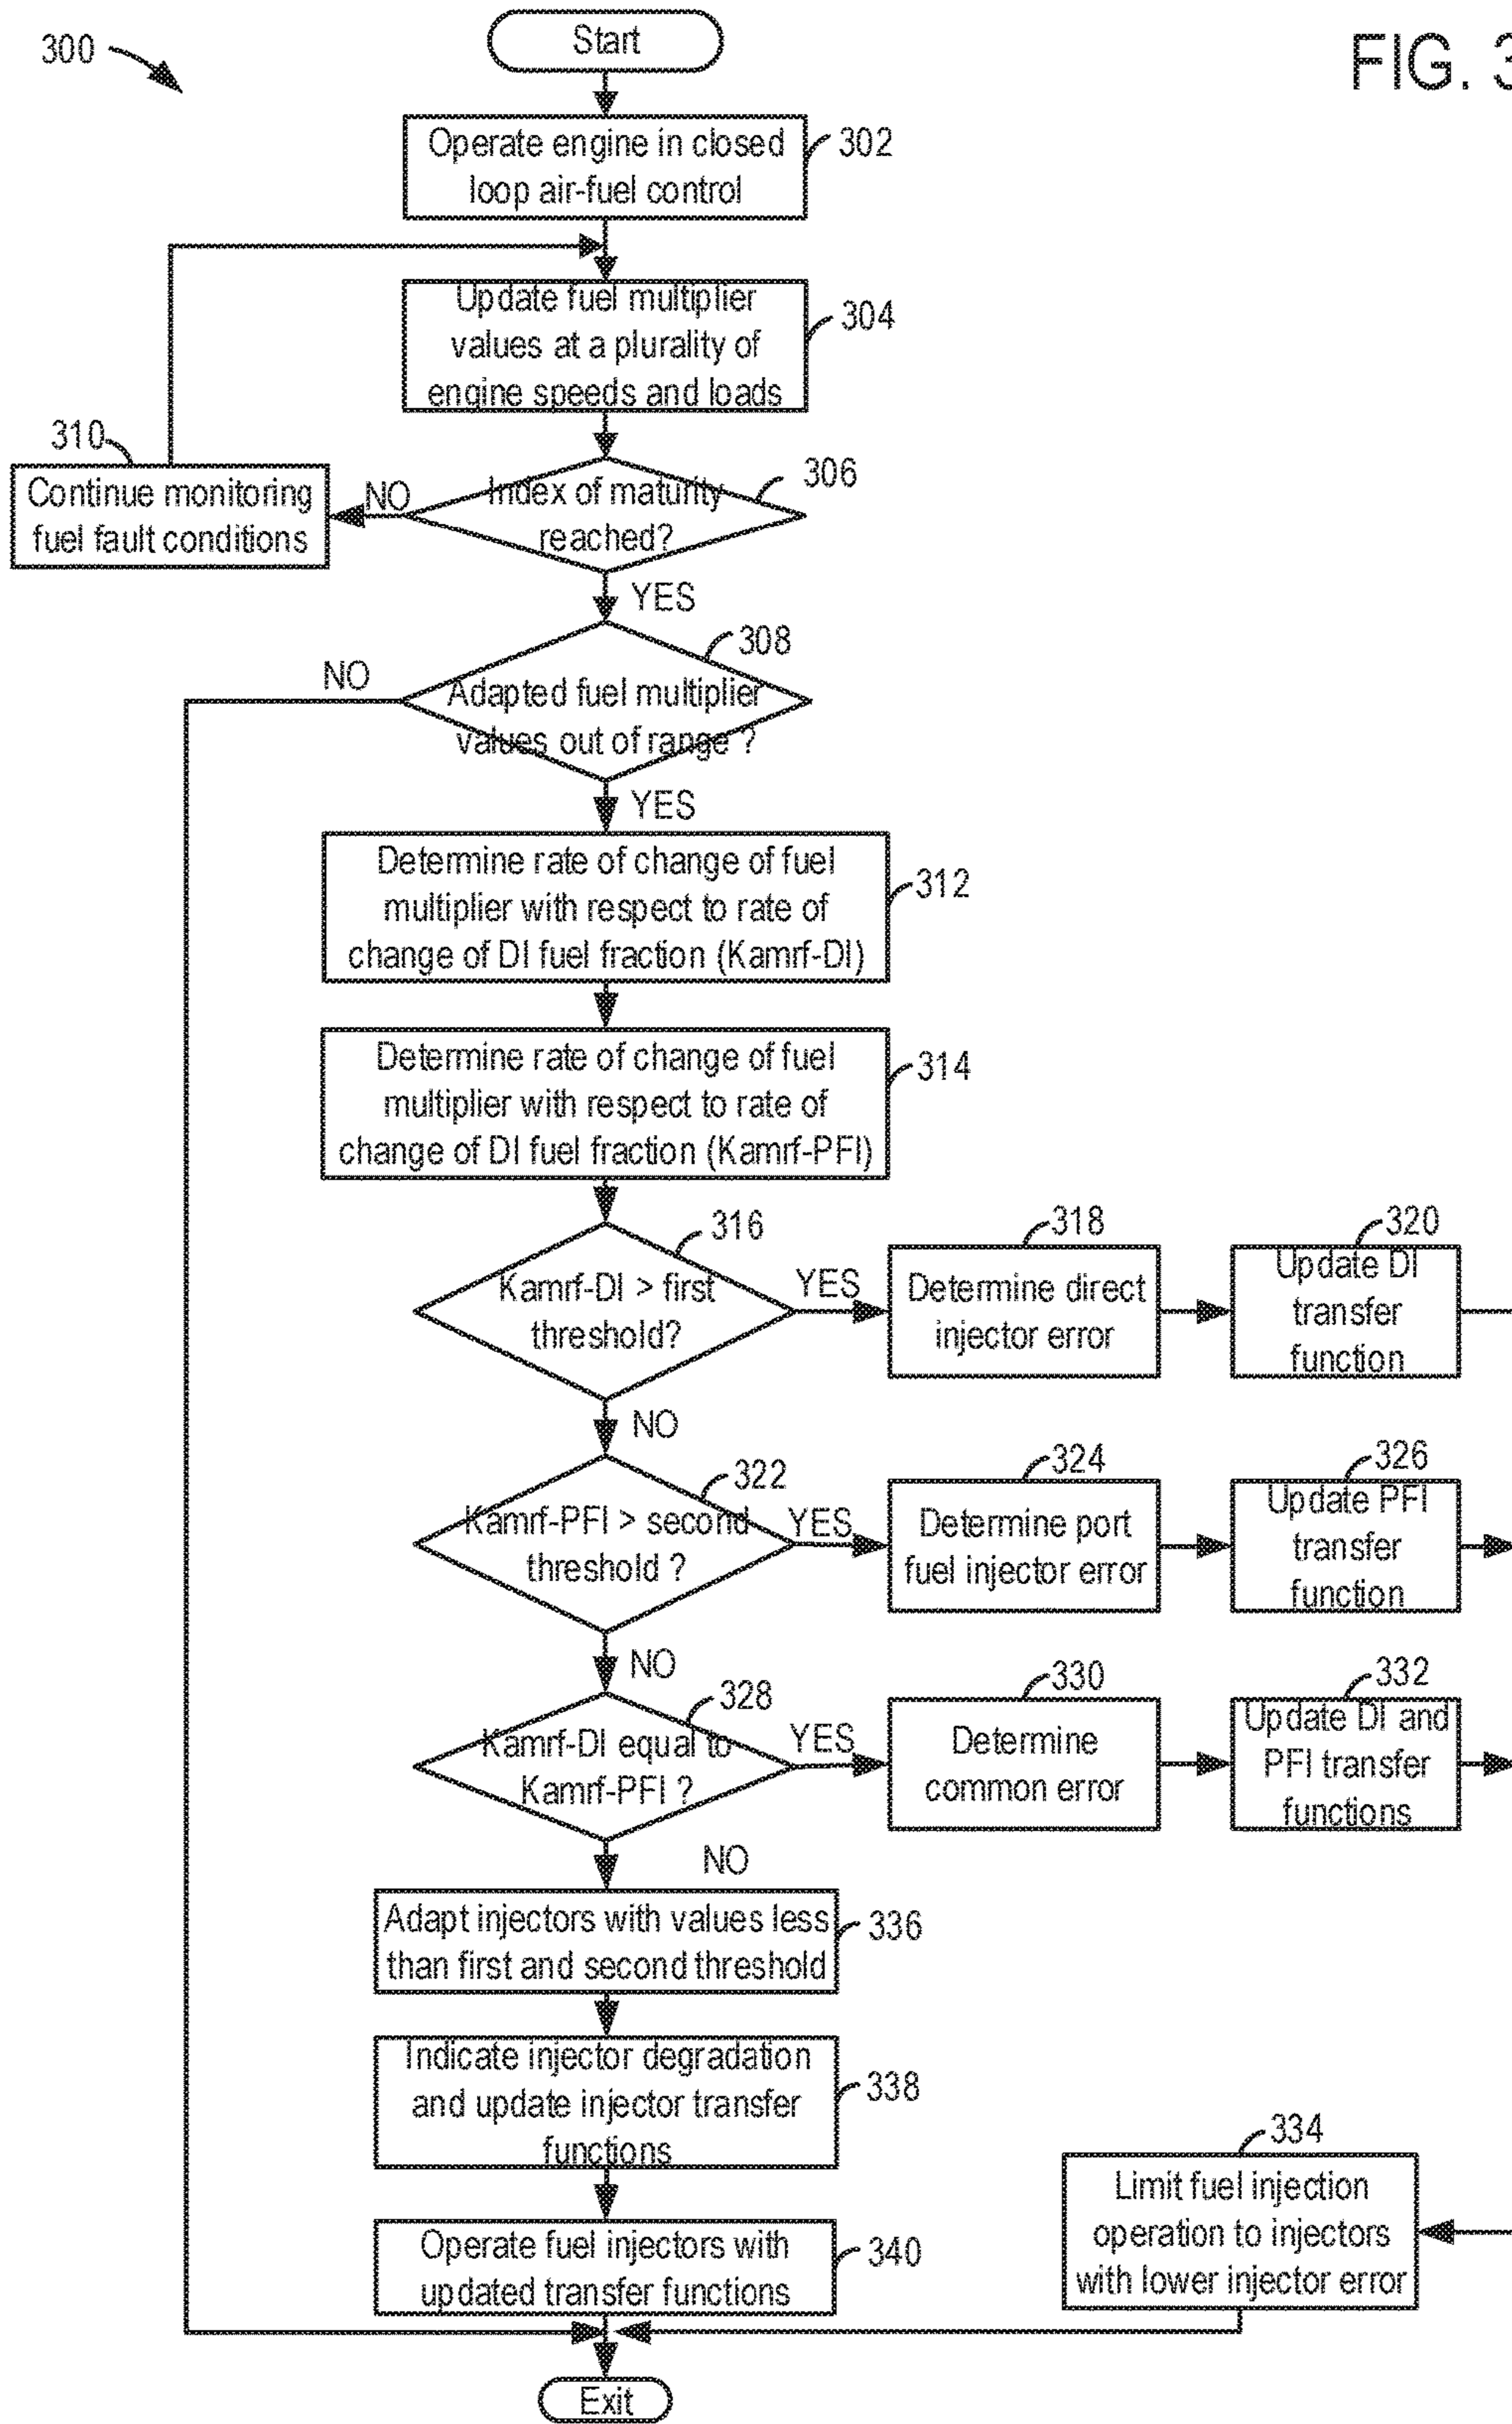 300
Start
FIG. 3
Operate engine in closed
loop air-fuel control
302
Update fuel multiplier
values at a plurality of
engine speeds and loads
304
310
Continue monitoring
fuel fault conditions
NO
Index of maturity
reached?
306
YES
308
NO
Adapted fuel multiplier
values out of range ?
YES
Determine rate of change of fuel
multiplier with respect to rate of
change of DI fuel fraction (Kamrf-DI)
312
Determine rate of change of fuel
multiplier with respect to rate of
change of DI fuel fraction (Kamrf-PFI)
314
316
Kamrf-DI > first
threshold?
YES
318
Determine direct
injector error
320
Update DI
transfer
function
NO
322
Kamrf-PFI > second
threshold ?
YES
324
Determine port
fuel injector error
326
Update PFI
transfer
function
NO
328
Kamrf-DI equal to
Kamrf-PFI ?
YES
330
Determine
common error
332
Update DI and
PFI transfer
functions
NO
Adapt injectors with values less
than first and second threshold
336
Indicate injector degradation
and update injector transfer
functions
338
334
Limit fuel injection
operation to injectors
with lower injector error
Operate fuel injectors with
updated transfer functions
340
Exit